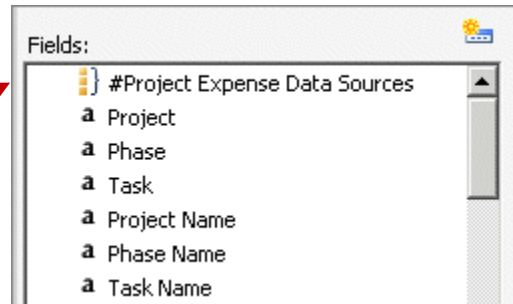 Fields:
#Project Expense Data Sources
a Project
a Phase
a Task
a Project Name
a Phase Name
a Task Name